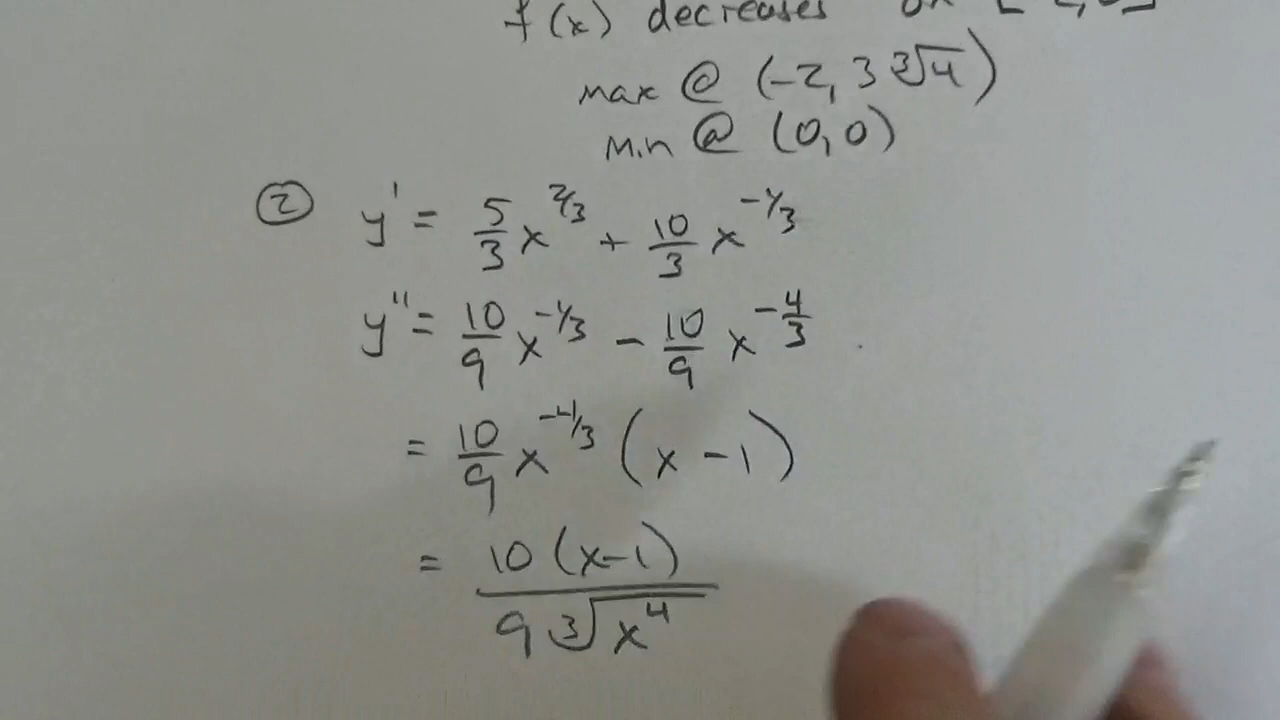 f(x) decreases on [
max @ (-2, 3∛4)
min @ (0,0)
② y' = 5/3 x^(2/3) + 10/3 x^(-1/3)
y'' = 10/9 x^(-1/3) - 10/9 x^(-4/3)
= 10/9 x^(-4/3) (x - 1)
= 10(x-1) / 9∛(x^4)